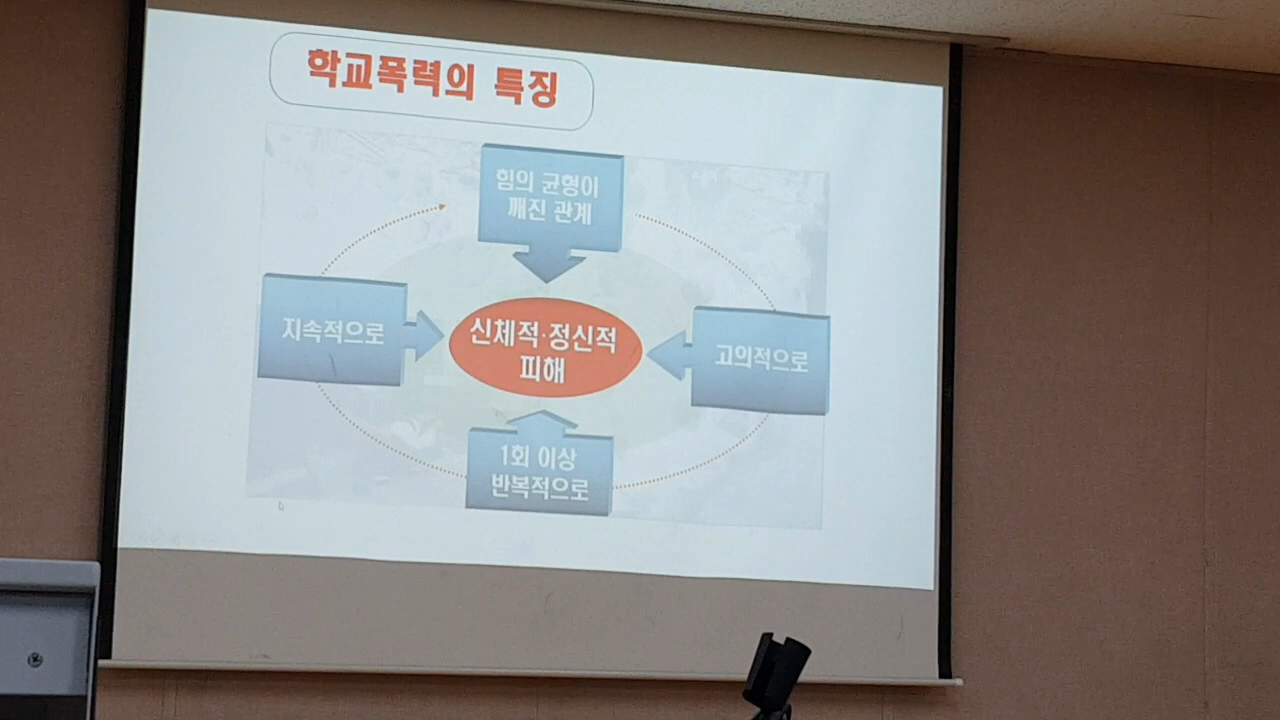 학교폭력의 특징
힘의 균형이
깨진 관계
지속적으로
신체적·정신적
피해
고의적으로
1회 이상
반복적으로